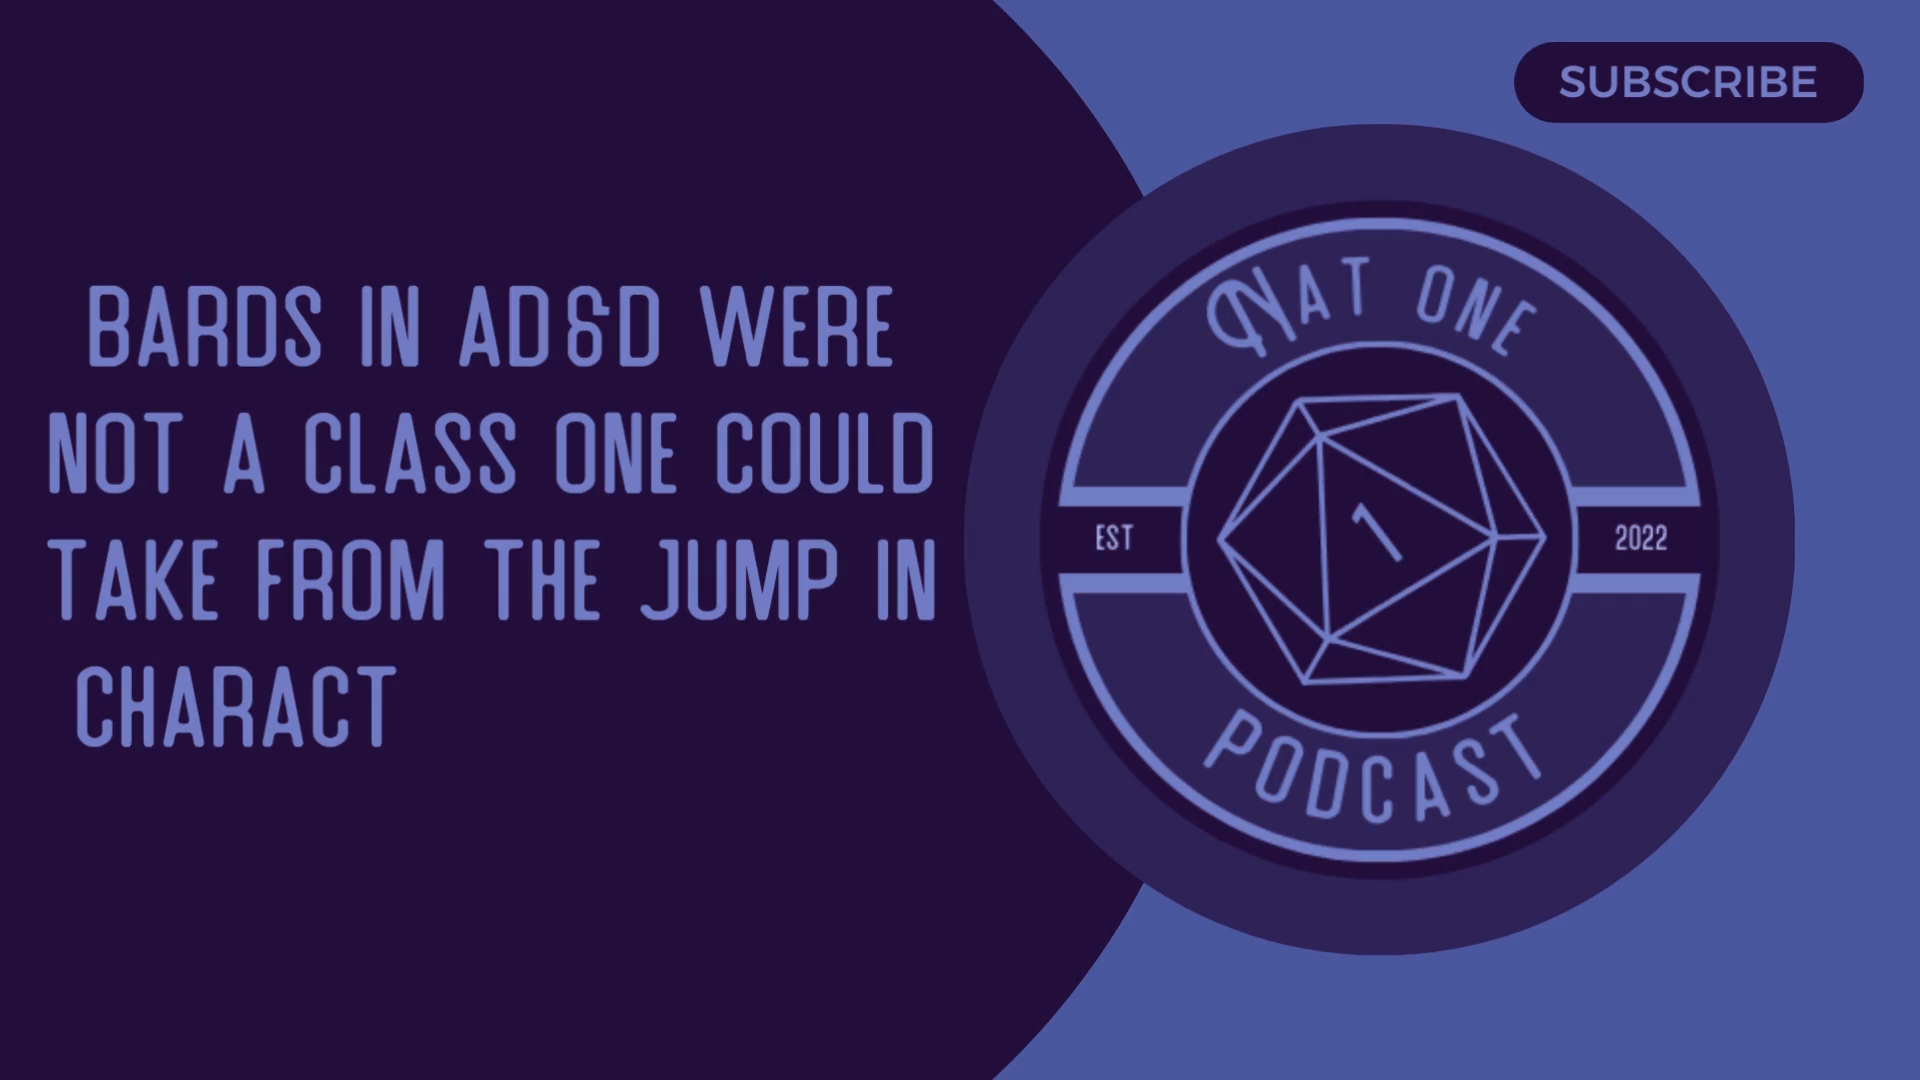 SUBSCRIBE
BARDS IN AD&D WERE
NOT A CLASS ONE COULD
TAKE FROM THE JUMP IN
CHARACT
NAT ONE
1
EST 2022
PODCAST